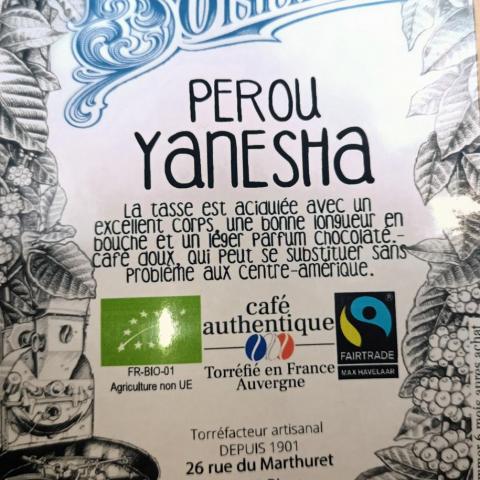 PEROU
YANESHA
La tasse est acidulée avec un
excellent corps, une bonne longueur en
bouche et un léger parfum chocolaté.-
café doux, qui peut se substituer sans
problème aux centre-amérique.
café
authentique
Torréfié en France
Auvergne
FR-BIO-01
Agriculture non UE
FAIRTRADE
MAX HAVELAAR
Torréfacteur artisanal
DEPUIS 1901
26 rue du Marthuret